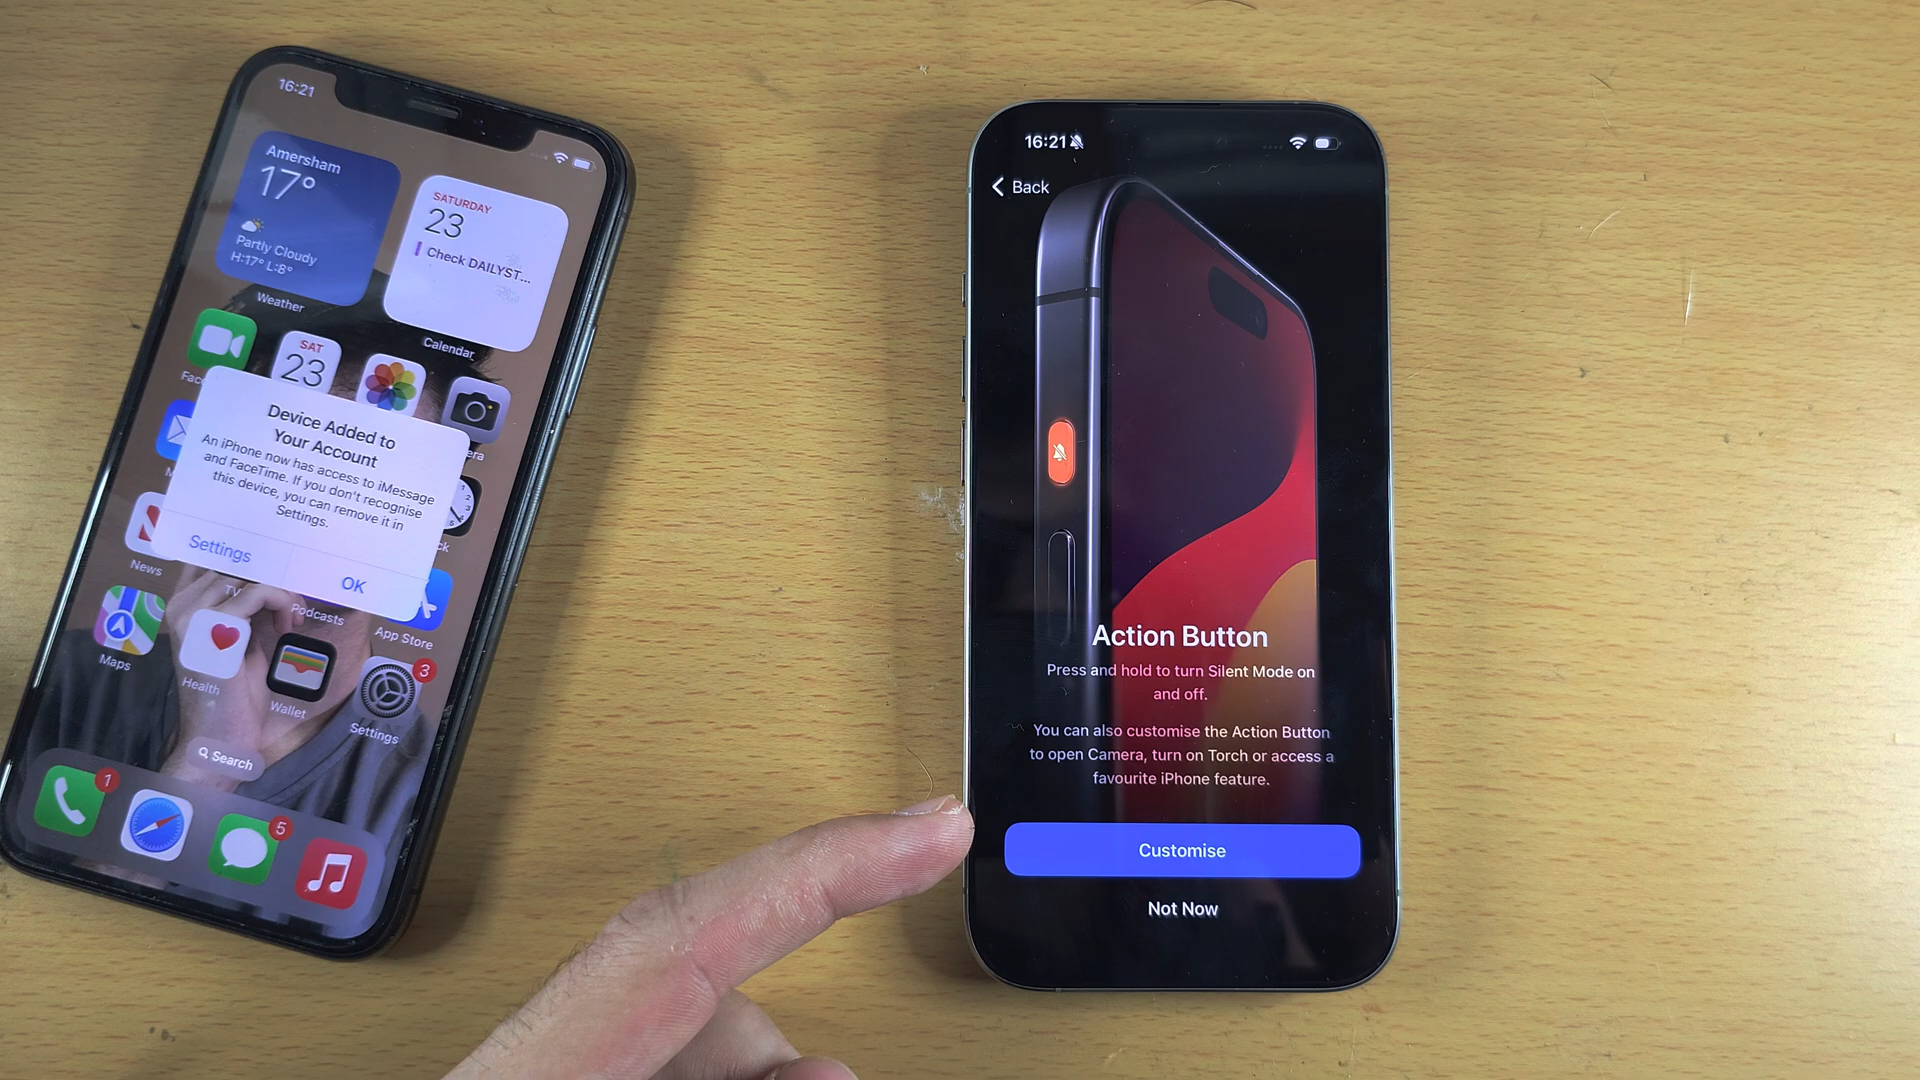 16:21
Amersham
17°
Partly Cloudy
H:17° L:8°
Weather
SATURDAY
23
Check DAILYST...
Calendar
SAT
23
Device Added to
Your Account
An iPhone now has access to iMessage
and FaceTime. If you don't recognise
this device, you can remove it in
Settings.
Settings
OK
News
TV
Podcasts
App Store
Maps
Health
Wallet
3
Settings
Search
1
5
16:21
Back
Action Button
Press and hold to turn Silent Mode on
and off.
You can also customise the Action Button
to open Camera, turn on Torch or access a
favourite iPhone feature.
Customise
Not Now